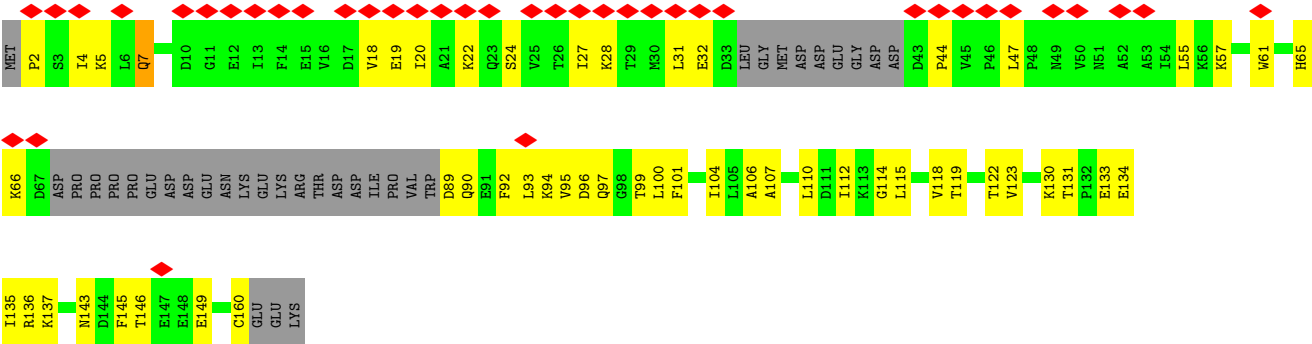 MET P2 S3 I4 K5 L6 Q7 D10 G11 E12 I13 F14 E15 V16 D17 V18 E19 I20 A21 K22 Q23 S24 V25 T26 I27 K28 T29 M30 L31 E32 D33 LEU GLY MET ASP ASP GLU GLY ASP ASP D43 P44 V45 P46 L47 P48 N49 V50 N51 A52 A53 I54 L55 K56 K57 W61 H65
K66 D67 ASP PRO PRO PRO PRO GLU ASP ASP GLU ASN LYS GLU LYS ARG THR ASP ASP ILE PRO VAL TRP D89 Q90 E91 F92 L93 K94 V95 D96 Q97 G98 T99 L100 F101 I104 L105 A106 A107 L110 D111 I112 K113 G114 L115 V118 T119 T122 V123 K130 T131 P132 E133 E134
I135 R136 K137 N143 D144 F145 T146 E147 E148 E149 C160 GLU GLU LYS